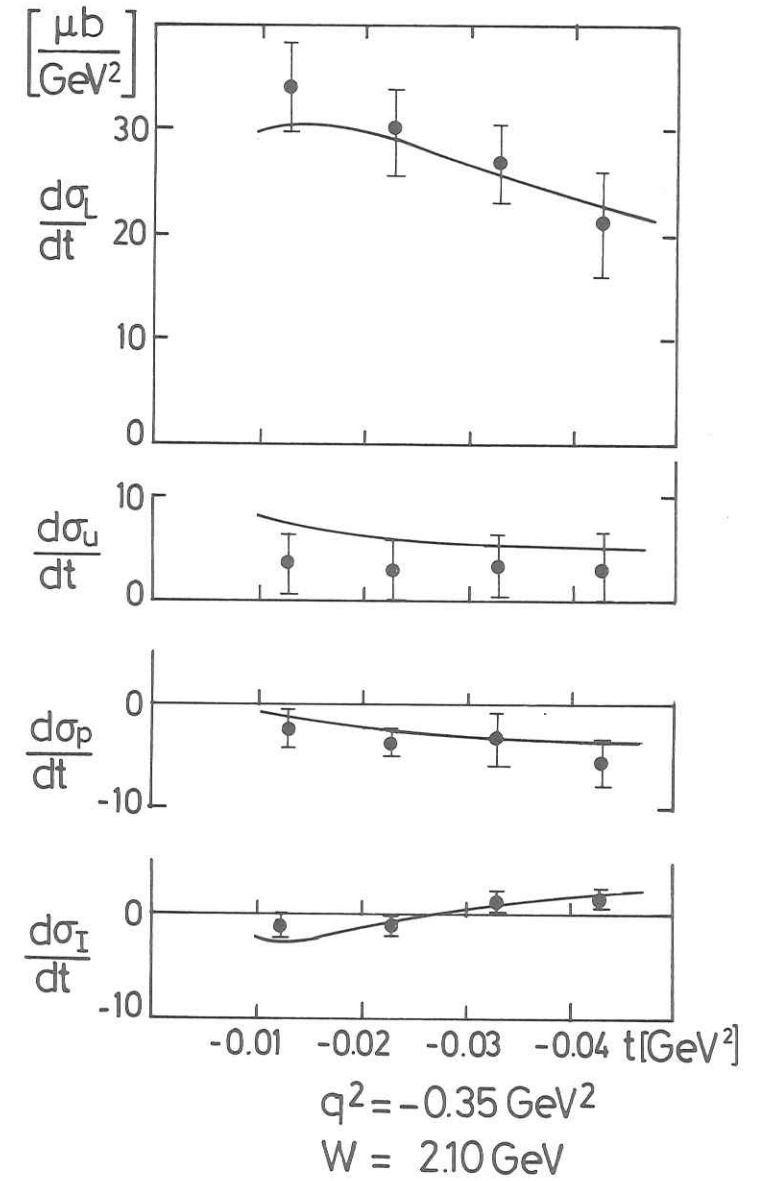 [μb/GeV²]
30
dσL/dt
20
10
0
10
dσu/dt
0
0
dσp/dt
-10
0
dσI/dt
-10
-0.01 -0.02 -0.03 -0.04 t[GeV²]
q²=-0.35 GeV²
W = 2.10 GeV